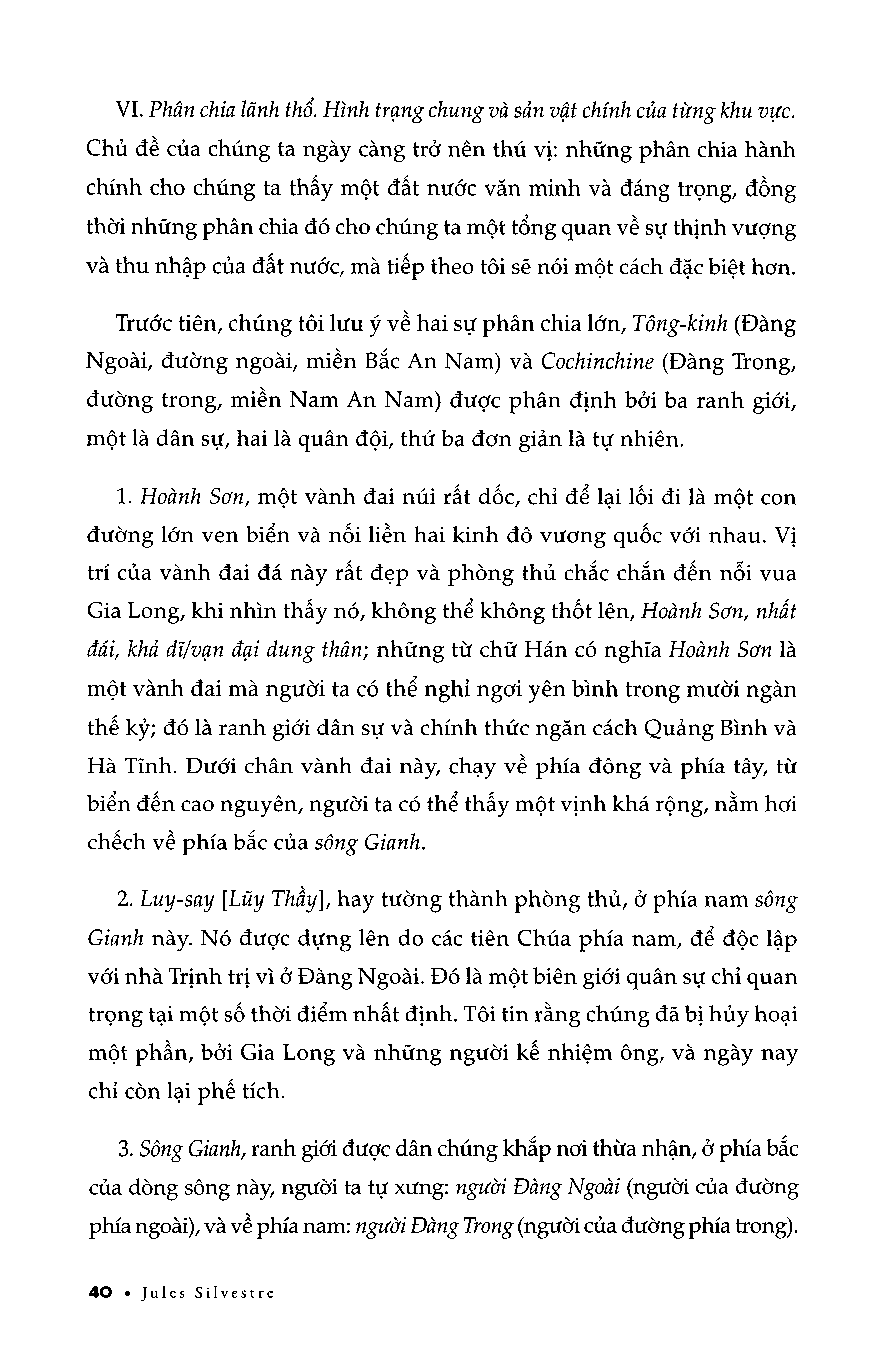 VI. Phân chia lãnh thổ. Hình trạng chung và sản vật chính của từng khu vực.
Chủ đề của chúng ta ngày càng trở nên thú vị: những phân chia hành
chính cho chúng ta thấy một đất nước văn minh và đáng trọng, đồng
thời những phân chia đó cho chúng ta một tổng quan về sự thịnh vượng
và thu nhập của đất nước, mà tiếp theo tôi sẽ nói một cách đặc biệt hơn.
Trước tiên, chúng tôi lưu ý về hai sự phân chia lớn, Tông-kinh (Đàng
Ngoài, đường ngoài, miền Bắc An Nam) và Cochinchine (Đàng Trong,
đường trong, miền Nam An Nam) được phân định bởi ba ranh giới,
một là dân sự, hai là quân đội, thứ ba đơn giản là tự nhiên.
1. Hoành Sơn, một vành đai núi rất dốc, chỉ để lại lối đi là một con
đường lớn ven biển và nối liền hai kinh đô vương quốc với nhau. Vị
trí của vành đai đá này rất đẹp và phòng thủ chắc chắn đến nỗi vua
Gia Long, khi nhìn thấy nó, không thể không thốt lên, Hoành Sơn, nhất
đái, khả dĩ/vạn đại dung thân; những từ chữ Hán có nghĩa Hoành Sơn là
một vành đai mà người ta có thể nghỉ ngơi yên bình trong mười ngàn
thế kỷ; đó là ranh giới dân sự và chính thức ngăn cách Quảng Bình và
Hà Tĩnh. Dưới chân vành đai này, chạy về phía đông và phía tây, từ
biển đến cao nguyên, người ta có thể thấy một vịnh khá rộng, nằm hơi
chếch về phía bắc của sông Gianh.
2. Luy-say [Lũy Thầy], hay tường thành phòng thủ, ở phía nam sông
Gianh này. Nó được dựng lên do các tiên Chúa phía nam, để độc lập
với nhà Trịnh trị vì ở Đàng Ngoài. Đó là một biên giới quân sự chỉ quan
trọng tại một số thời điểm nhất định. Tôi tin rằng chúng đã bị hủy hoại
một phần, bởi Gia Long và những người kế nhiệm ông, và ngày nay
chỉ còn lại phế tích.
3. Sông Gianh, ranh giới được dân chúng khắp nơi thừa nhận, ở phía bắc
của dòng sông này, người ta tự xưng: người Đàng Ngoài (người của đường
phía ngoài), và về phía nam: người Đàng Trong (người của đường phía trong).
40 • Jules Silvestre